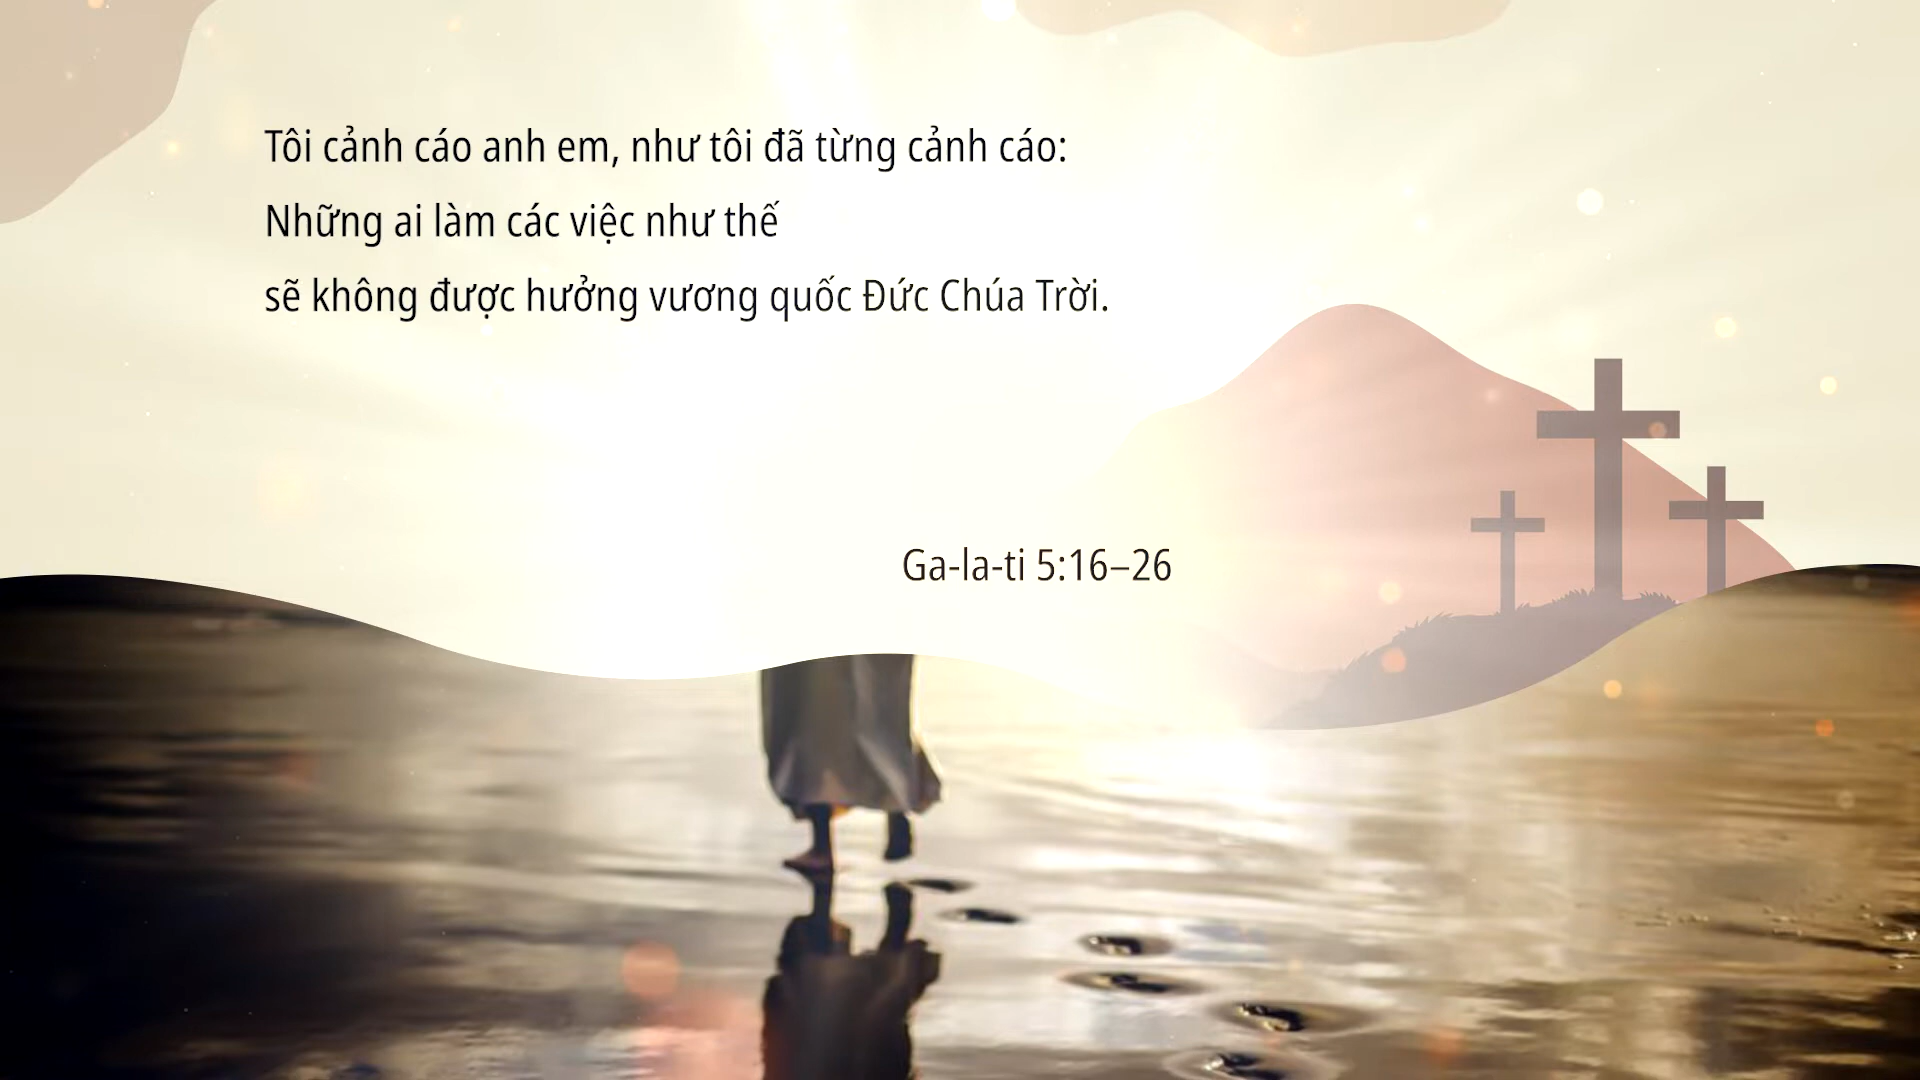 Tôi cảnh cáo anh em, như tôi đã từng cảnh cáo:
Những ai làm các việc như thế
sẽ không được hưởng vương quốc Đức Chúa Trời.
Ga-la-ti 5:16–26